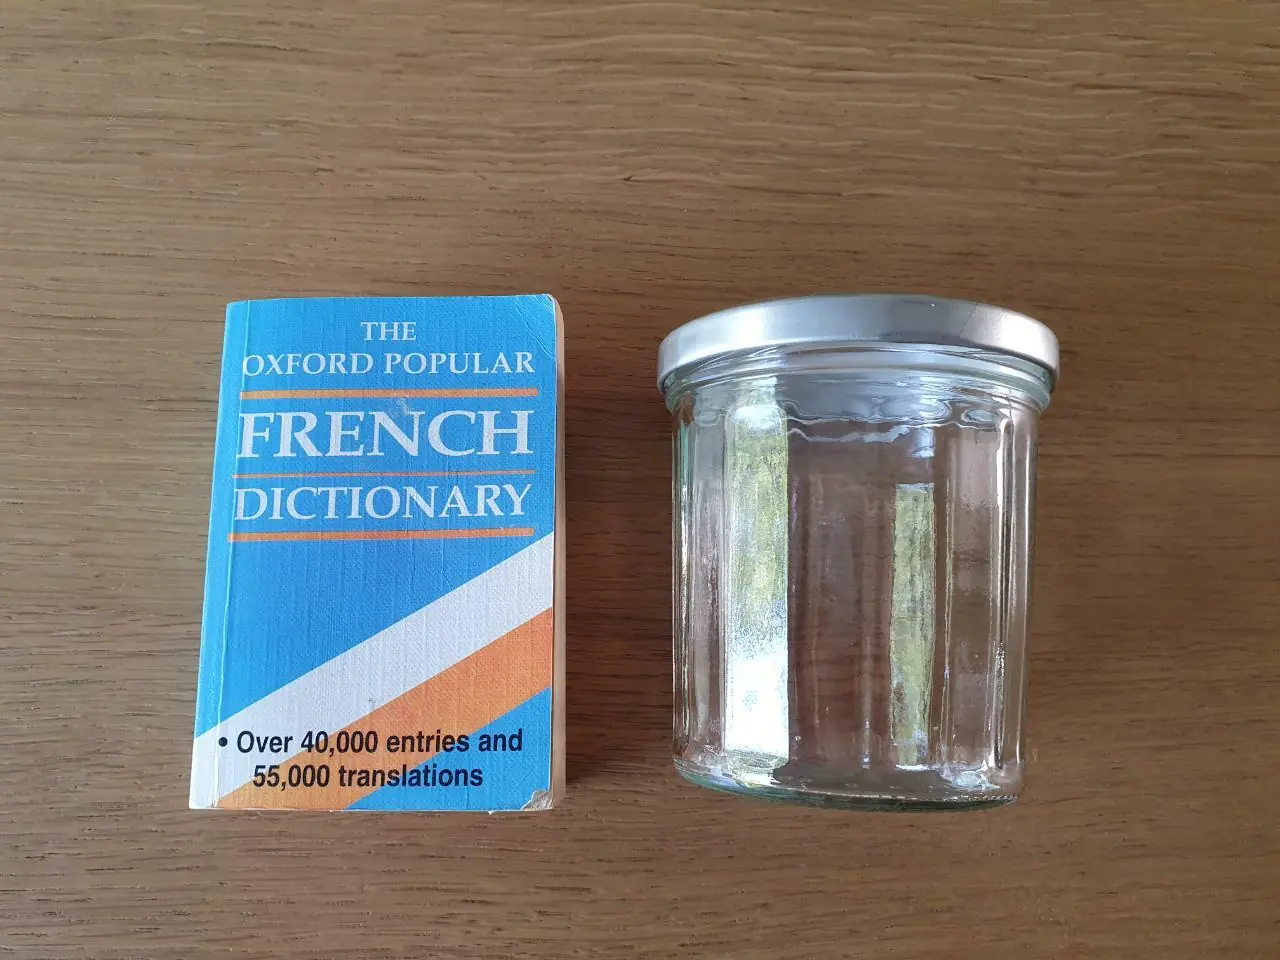 THE
OXFORD POPULAR
FRENCH
DICTIONARY
• Over 40,000 entries and
55,000 translations